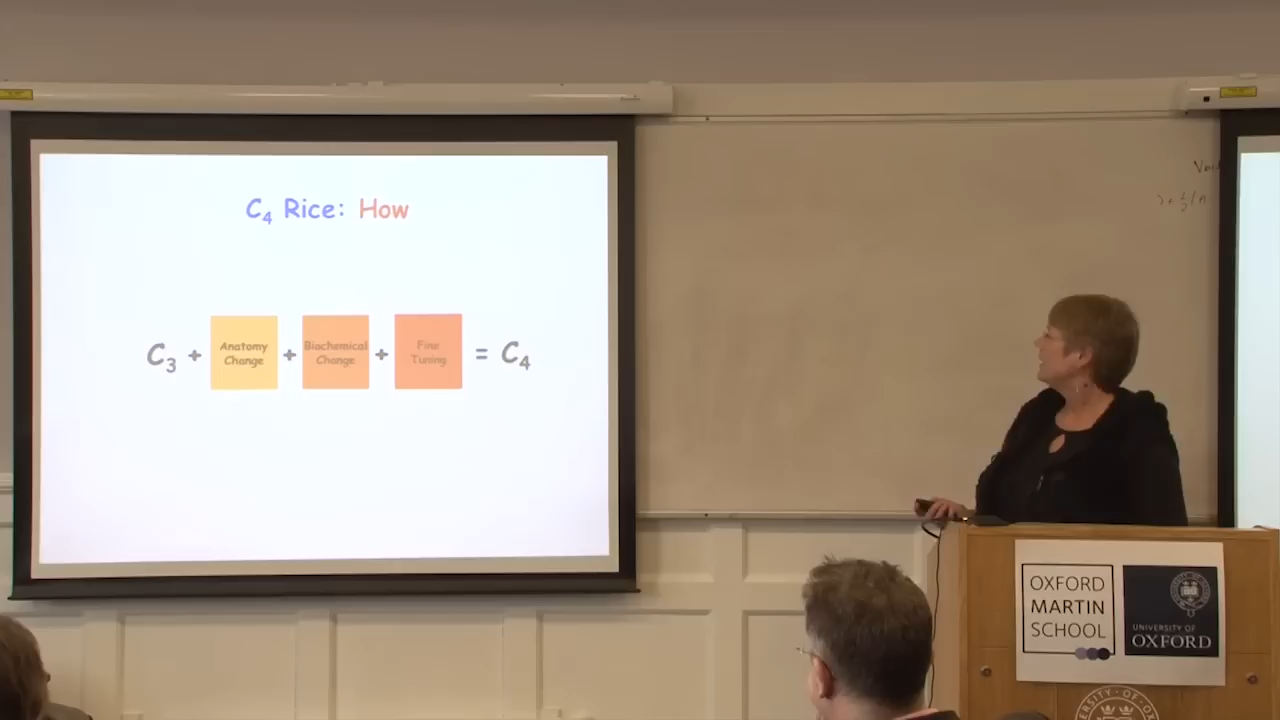 C₄ Rice: How
C₃ + Anatomy Change + Biochemical Change + Fine Tuning = C₄
OXFORD
MARTIN
SCHOOL
UNIVERSITY OF
OXFORD